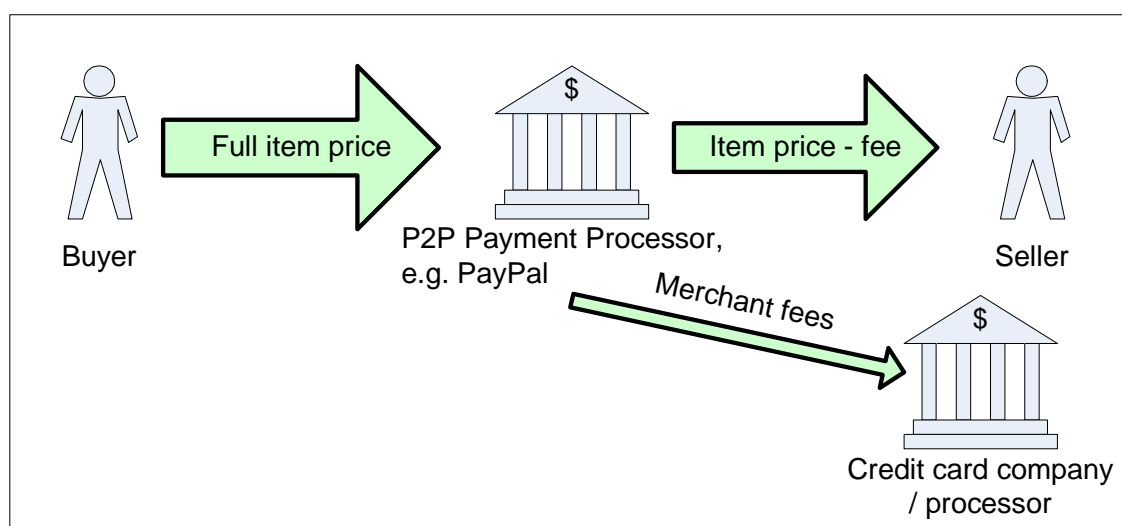 $
Full item price
Item price - fee
Buyer
P2P Payment Processor,
e.g. PayPal
Seller
Merchant fees
$
Credit card company
/ processor